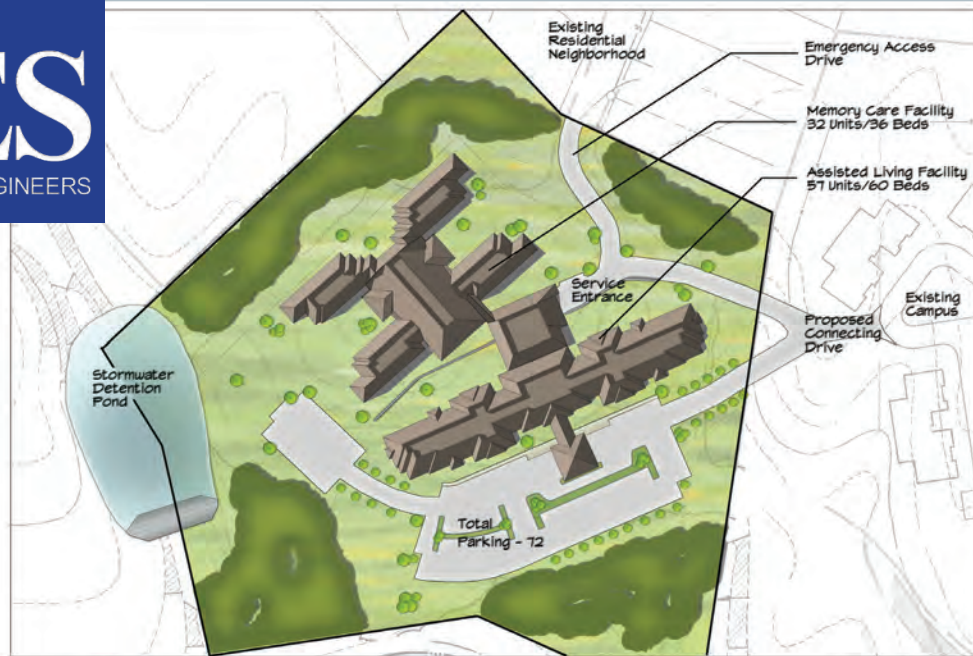 ES
GINEERS
Existing
Residential
Neighborhood
Emergency Access
Drive
Memory Care Facility
32 Units/36 Beds
Assisted Living Facility
57 Units/60 Beds
Service
Entrance
Existing
Campus
Proposed
Connecting
Drive
Stormwater
Detention
Pond
Total
Parking - 72